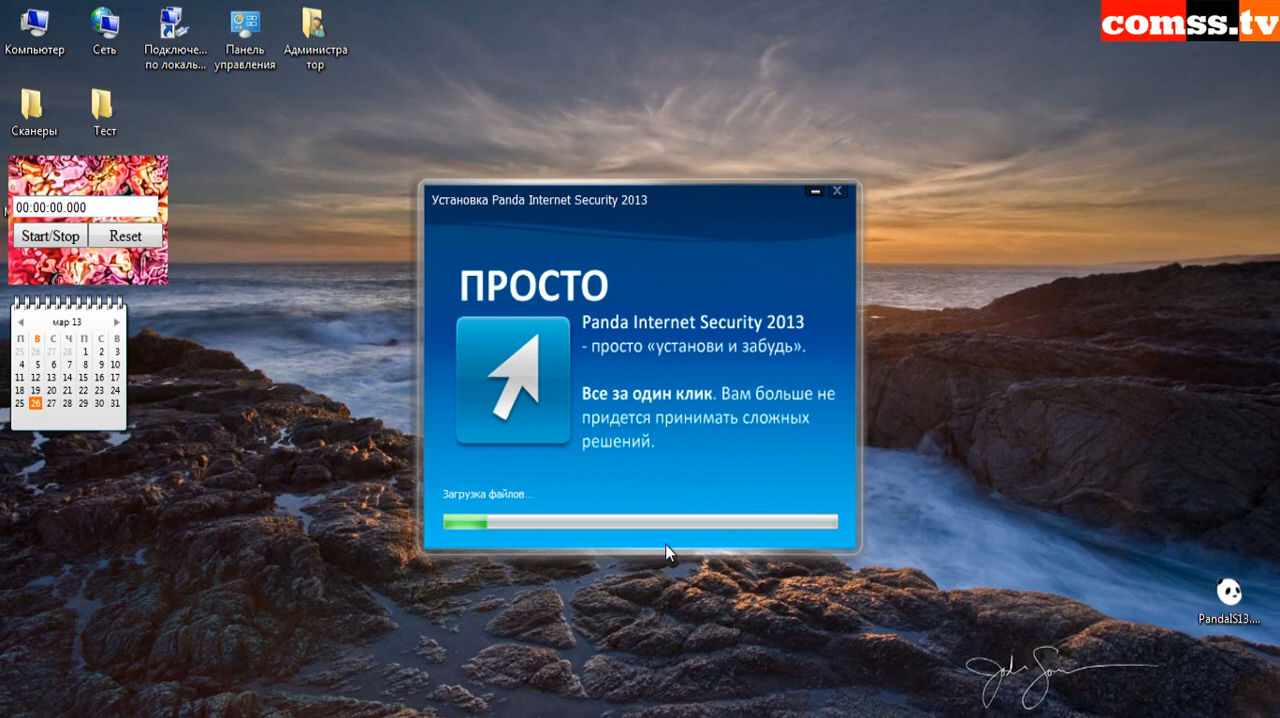 comss.tv
Компьютер
Сеть
Подключе...
по локаль...
Панель
управления
Администра
тор
Сканеры
Тест
00:00:00.000
Start/Stop
Reset
мар 13
П В С Ч П С В
25 26 27 28 1 2 3
4 5 6 7 8 9 10
11 12 13 14 15 16 17
18 19 20 21 22 23 24
25 26 27 28 29 30 31
Установка Panda Internet Security 2013
ПРОСТО
Panda Internet Security 2013
- просто «установи и забудь».
Все за один клик. Вам больше не
придется принимать сложных
решений.
Загрузка файлов...
PandaIS13....